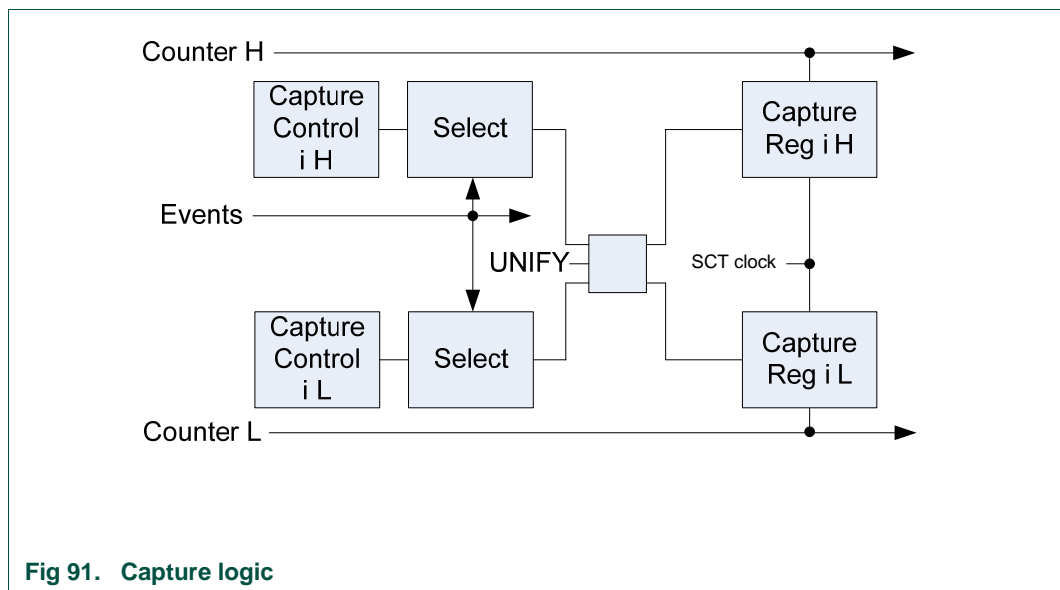 Counter H
Capture
Control
i H
Select
Capture
Reg i H
Events
UNIFY
SCT clock
Capture
Control
i L
Select
Capture
Reg i L
Counter L
Fig 91. Capture logic